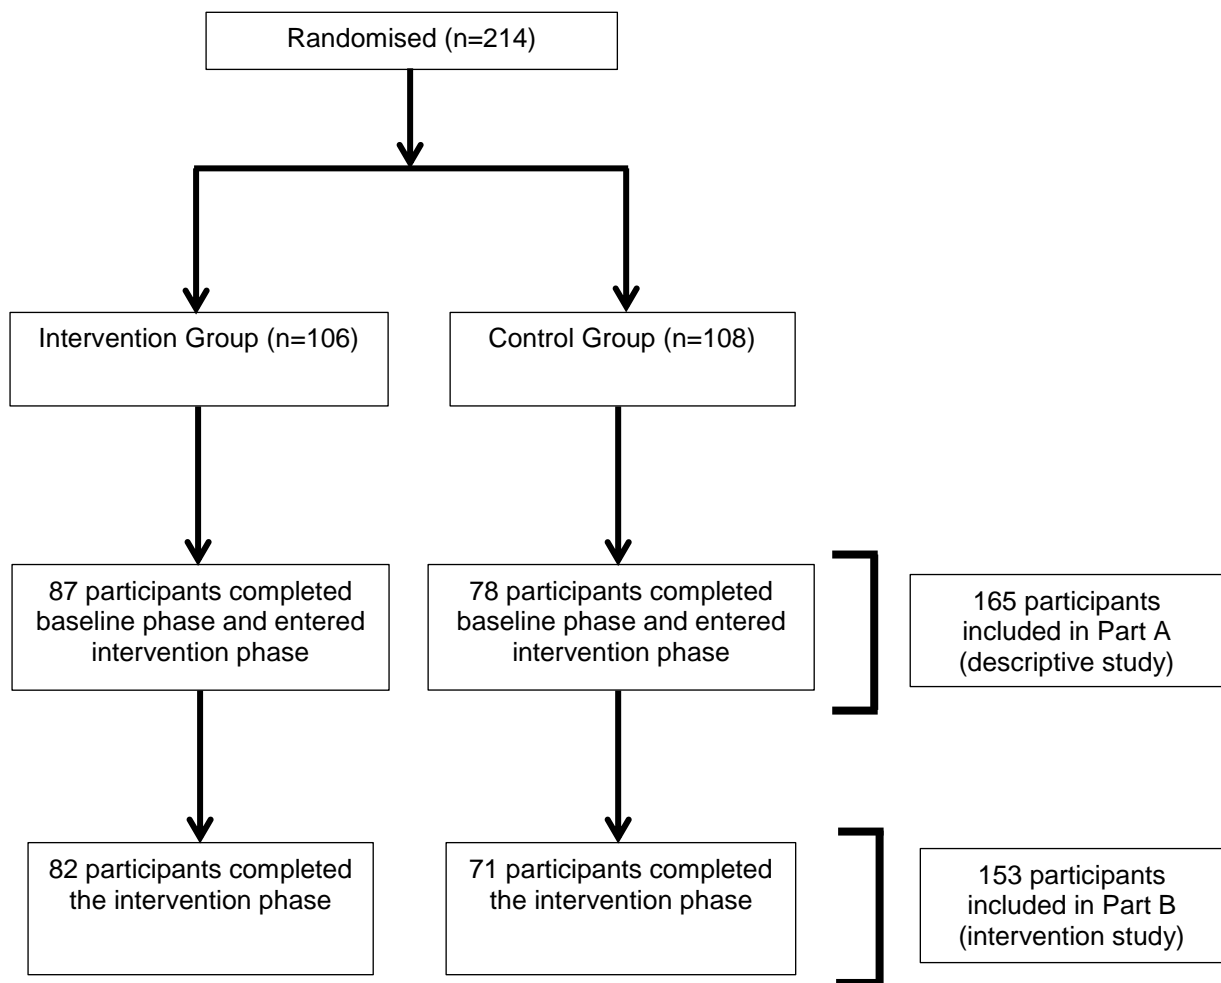 Randomised (n=214)
Intervention Group (n=106)
Control Group (n=108)
87 participants completed
baseline phase and entered
intervention phase
78 participants completed
baseline phase and entered
intervention phase
165 participants
included in Part A
(descriptive study)
82 participants completed
the intervention phase
71 participants completed
the intervention phase
153 participants
included in Part B
(intervention study)